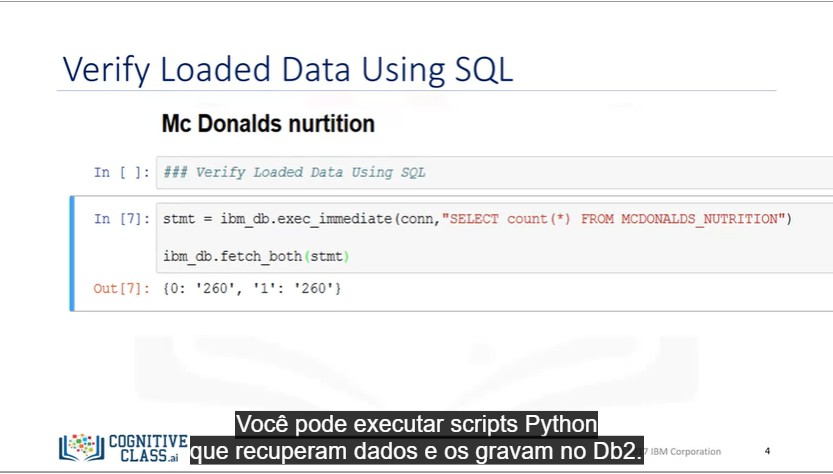 Verify Loaded Data Using SQL
Mc Donalds nurtition
In [ ]: ### Verify Loaded Data Using SQL
In [7]: stmt = ibm_db.exec_immediate(conn,"SELECT count(*) FROM MCDONALDS_NUTRITION")
ibm_db.fetch_both(stmt)
Out[7]: {0: '260', '1': '260'}
Você pode executar scripts Python
que recuperam dados e os gravam no Db2.
COGNITIVE
CLASS.ai
7 IBM Corporation
4